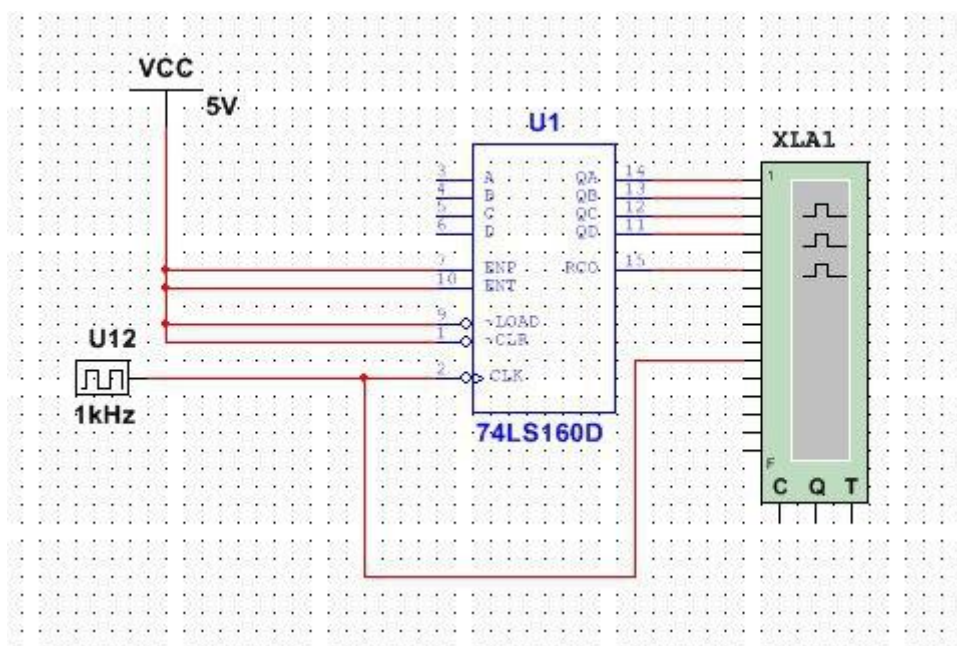 VCC
5V
U1
XLA1
3 A QA 14
4 B QB 13
5 C QC 12
6 D QD 11
7 ENP RCO 15
10 ENT
9 ~LOAD
1 ~CLR
2 CLK
U12
1kHz
74LS160D
1
F
C Q T